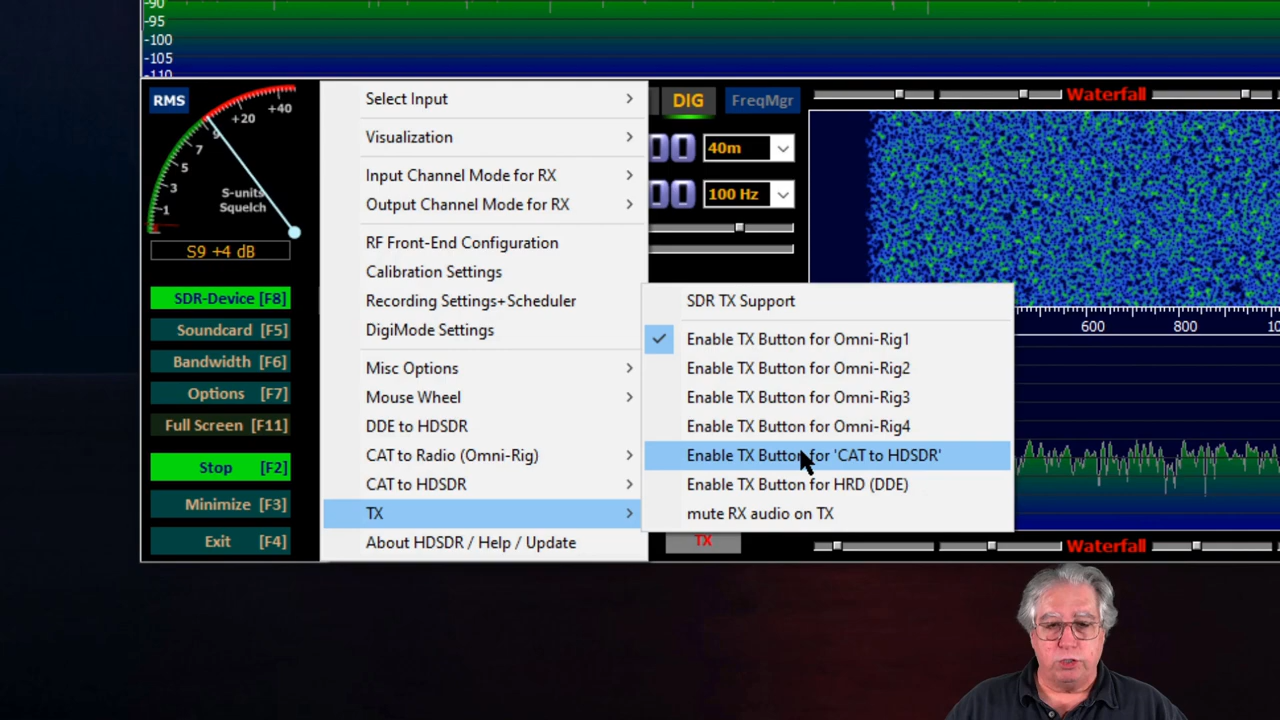 -90
-95
-100
-105
-110
RMS
+20
+40
9
7
5
3
1
S-units
Squelch
S9 +4 dB
SDR-Device [F8]
Soundcard [F5]
Bandwidth [F6]
Options [F7]
Full Screen [F11]
Stop [F2]
Minimize [F3]
Exit [F4]
Select Input
Visualization
Input Channel Mode for RX
Output Channel Mode for RX
RF Front-End Configuration
Calibration Settings
Recording Settings+Scheduler
DigiMode Settings
Misc Options
Mouse Wheel
DDE to HDSDR
CAT to Radio (Omni-Rig)
CAT to HDSDR
TX
About HDSDR / Help / Update
DIG
FreqMgr
00
40m
00
100 Hz
SDR TX Support
Enable TX Button for Omni-Rig1
Enable TX Button for Omni-Rig2
Enable TX Button for Omni-Rig3
Enable TX Button for Omni-Rig4
Enable TX Button for 'CAT to HDSDR'
Enable TX Button for HRD (DDE)
mute RX audio on TX
TX
Waterfall
600
800
Waterfall